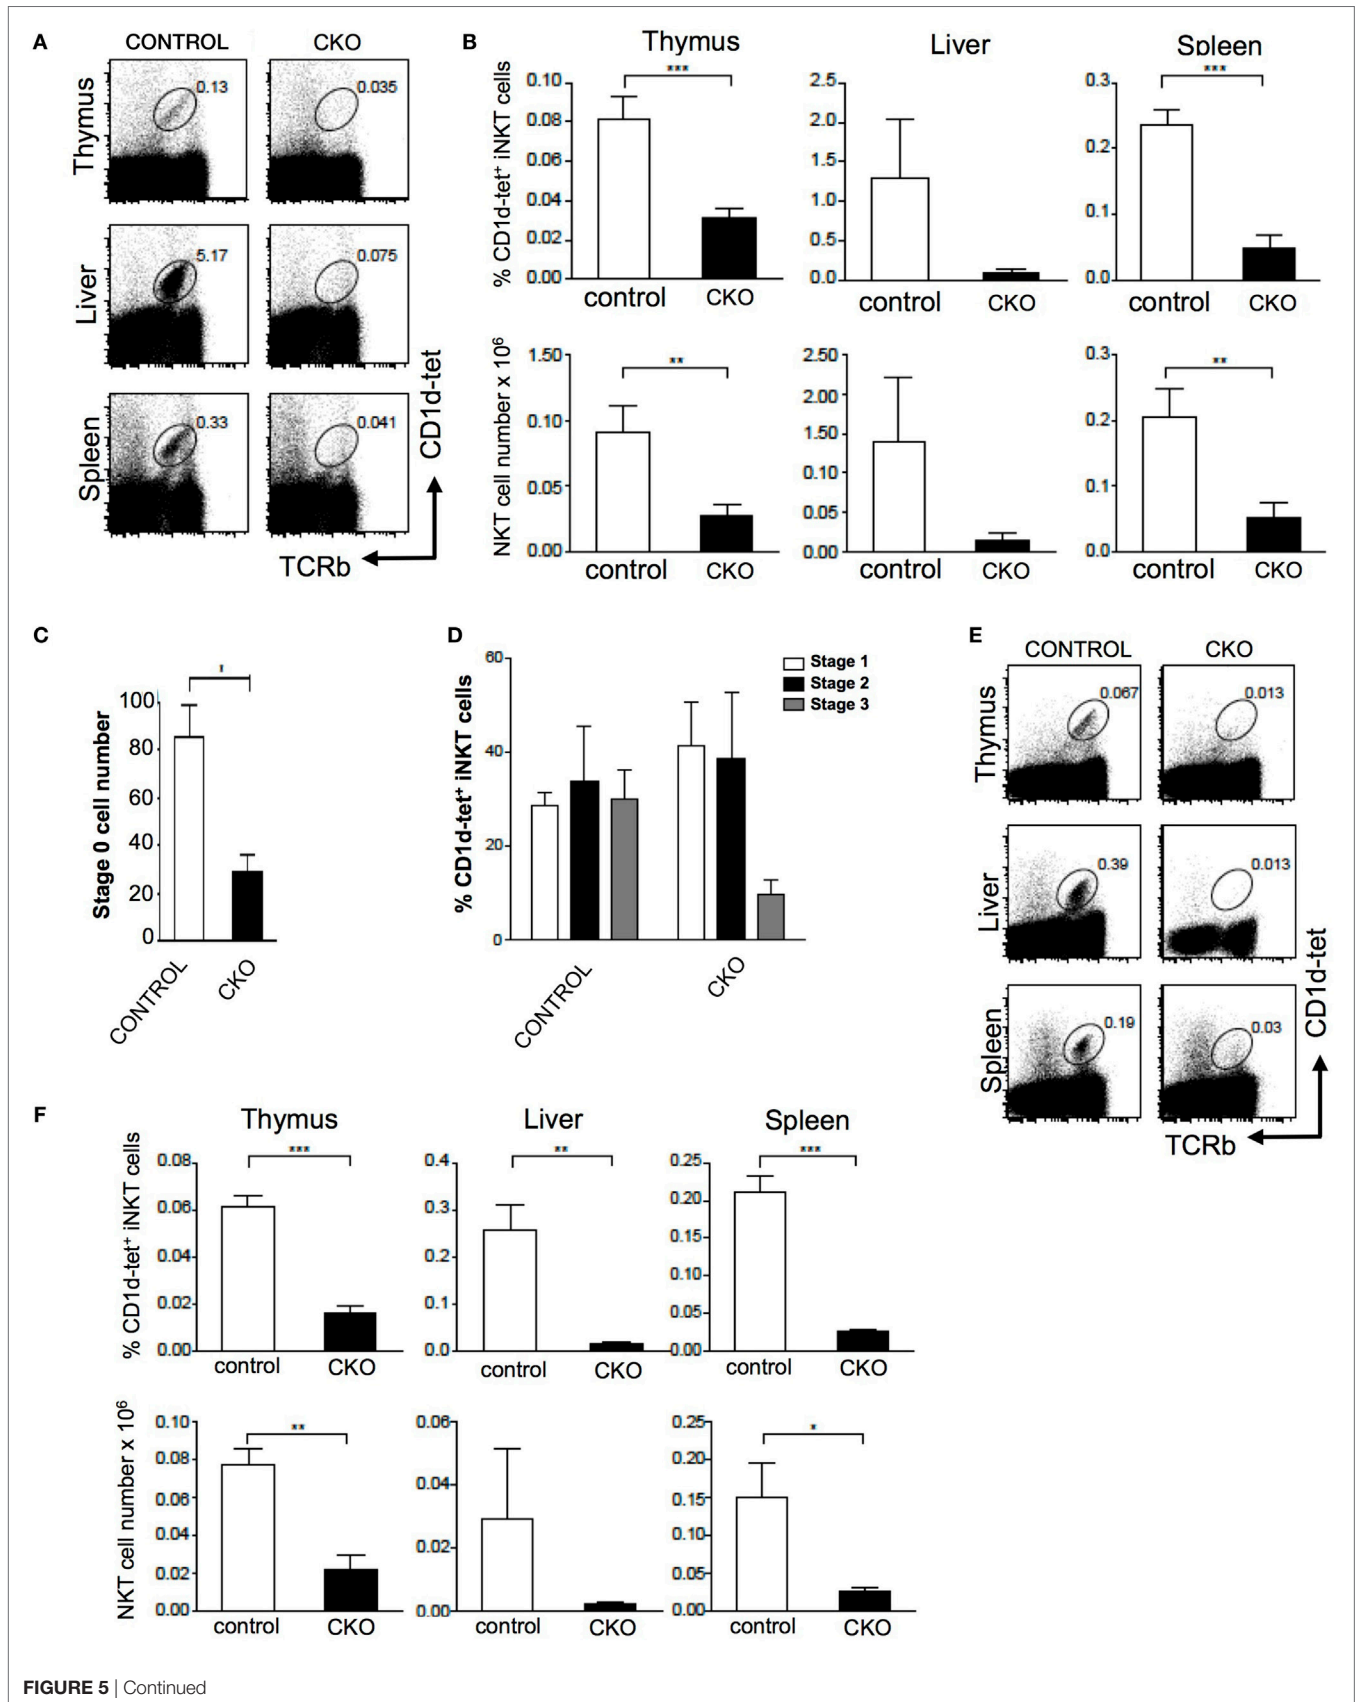 A
CONTROL
CKO
Thymus
0.13
0.035
Liver
5.17
0.075
Spleen
0.33
0.041
CD1d-tet
TCRb
B
Thymus
Liver
Spleen
% CD1d-tet+ iNKT cells
0.10
0.08
0.06
0.04
0.02
0.00
***
control
CKO
2.5
2.0
1.5
1.0
0.5
0.0
control
CKO
0.3
0.2
0.1
0.0
***
control
CKO
NKT cell number x 10⁶
1.50
0.10
0.05
0.00
**
control
CKO
2.50
2.00
1.50
0.10
0.05
0.00
control
CKO
0.3
0.2
0.1
0.0
**
control
CKO
C
Stage 0 cell number
100
80
60
40
20
0
CONTROL
CKO
D
% CD1d-tet+ iNKT cells
60
40
20
0
Stage 1
Stage 2
Stage 3
CONTROL
CKO
E
CONTROL
CKO
Thymus
0.067
0.013
Liver
0.39
0.013
Spleen
0.19
0.03
CD1d-tet
TCRb
F
Thymus
Liver
Spleen
% CD1d-tet+ iNKT cells
0.08
0.06
0.04
0.02
0.00
***
control
CKO
0.4
0.3
0.2
0.1
0.0
**
control
CKO
0.25
0.20
0.15
0.10
0.05
0.00
***
control
CKO
NKT cell number x 10⁶
0.10
0.08
0.06
0.04
0.02
0.00
**
control
CKO
0.06
0.04
0.02
0.00
control
CKO
0.25
0.20
0.15
0.10
0.05
0.00
*
control
CKO
FIGURE 5 | Continued